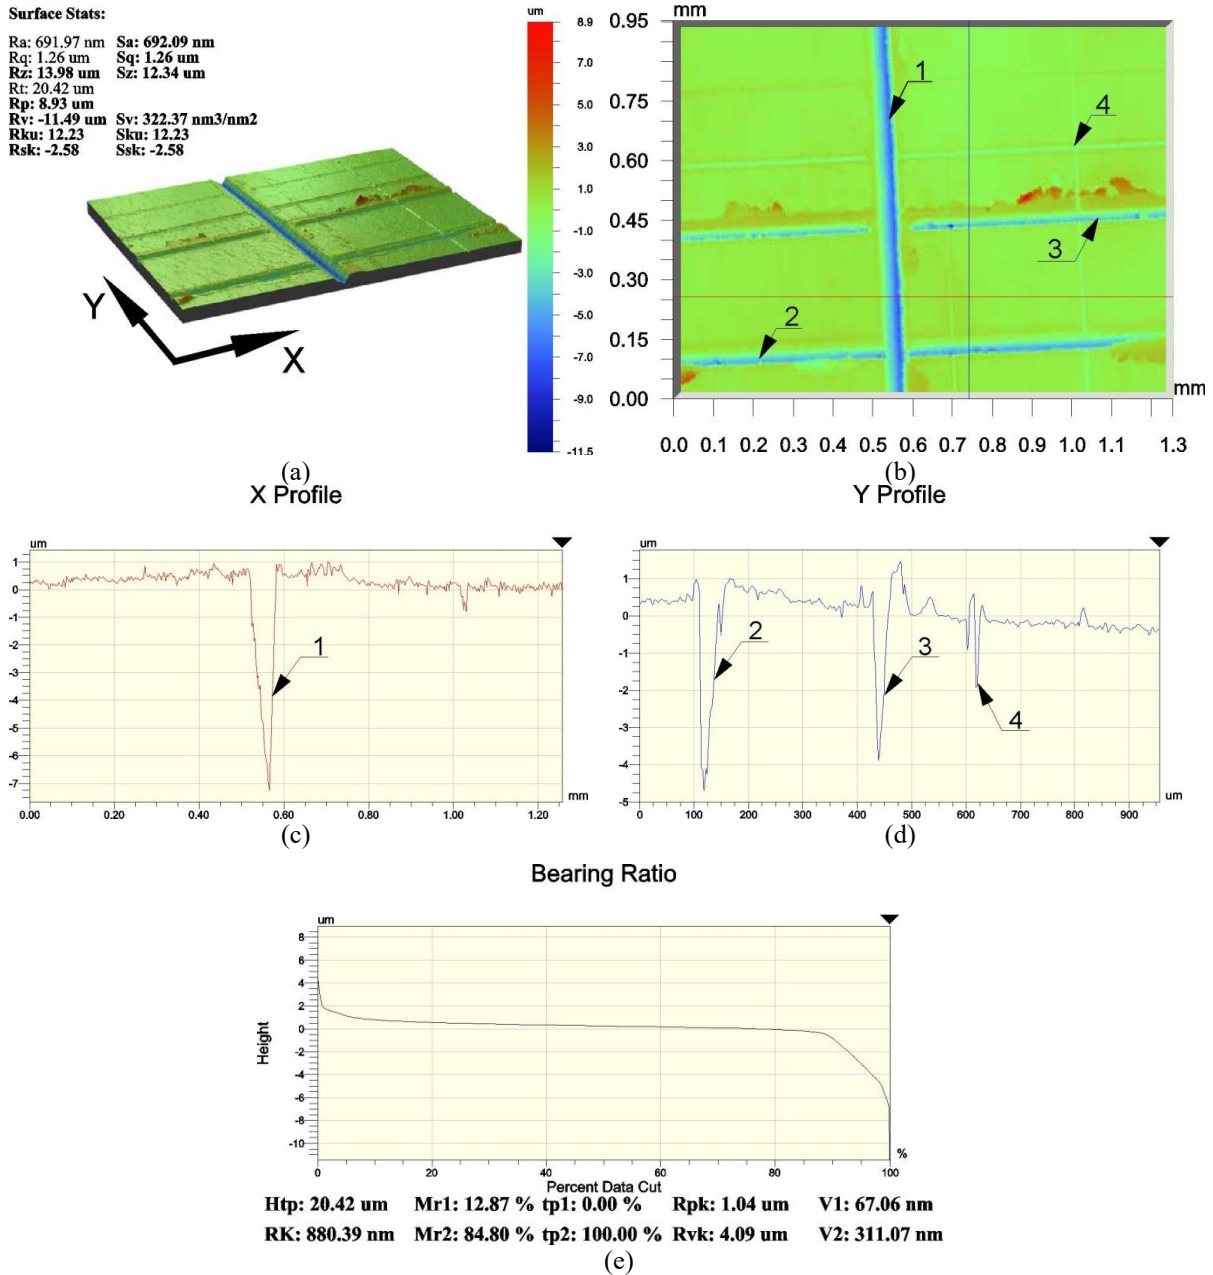 Surface Stats:
Ra: 691.97 nm Sa: 692.09 nm
Rq: 1.26 um Sq: 1.26 um
Rz: 13.98 um Sz: 12.34 um
Rt: 20.42 um
Rp: 8.93 um
Rv: -11.49 um Sv: 322.37 nm3/nm2
Rku: 12.23 Sku: 12.23
Rsk: -2.58 Ssk: -2.58
Y
X
um
8.9
7.0
5.0
3.0
1.0
-1.0
-3.0
-5.0
-7.0
-9.0
-11.5
(a)
mm
0.95
0.75
0.60
0.45
0.30
0.15
0.00
1
4
3
2
mm
0.0 0.1 0.2 0.3 0.4 0.5 0.6 0.7 0.8 0.9 1.0 1.1 1.3
(b)
X Profile
um
1
0
-1
-2
-3
-4
-5
-6
-7
1
mm
0.00 0.20 0.40 0.60 0.80 1.00 1.20
(c)
Y Profile
um
1
0
-1
-2
-3
-4
-5
2
3
4
um
0 100 200 300 400 500 600 700 800 900
(d)
Bearing Ratio
um
8
6
4
2
0
-2
-4
-6
-8
-10
Height
%
0 20 40 60 80 100
Percent Data Cut
Htp: 20.42 um Mr1: 12.87 % tp1: 0.00 % Rpk: 1.04 um V1: 67.06 nm
RK: 880.39 nm Mr2: 84.80 % tp2: 100.00 % Rvk: 4.09 um V2: 311.07 nm
(e)